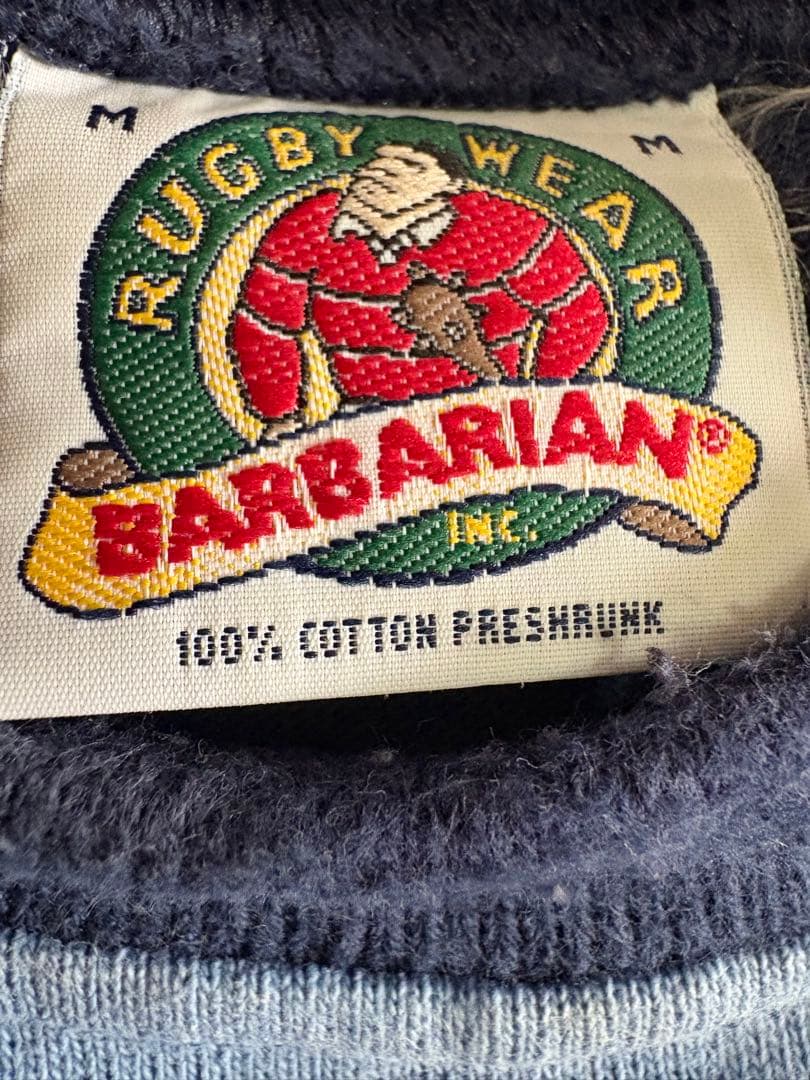 M M
RUGBY WEAR
BARBARIAN®
INC.
100% COTTON PRESHRUNK